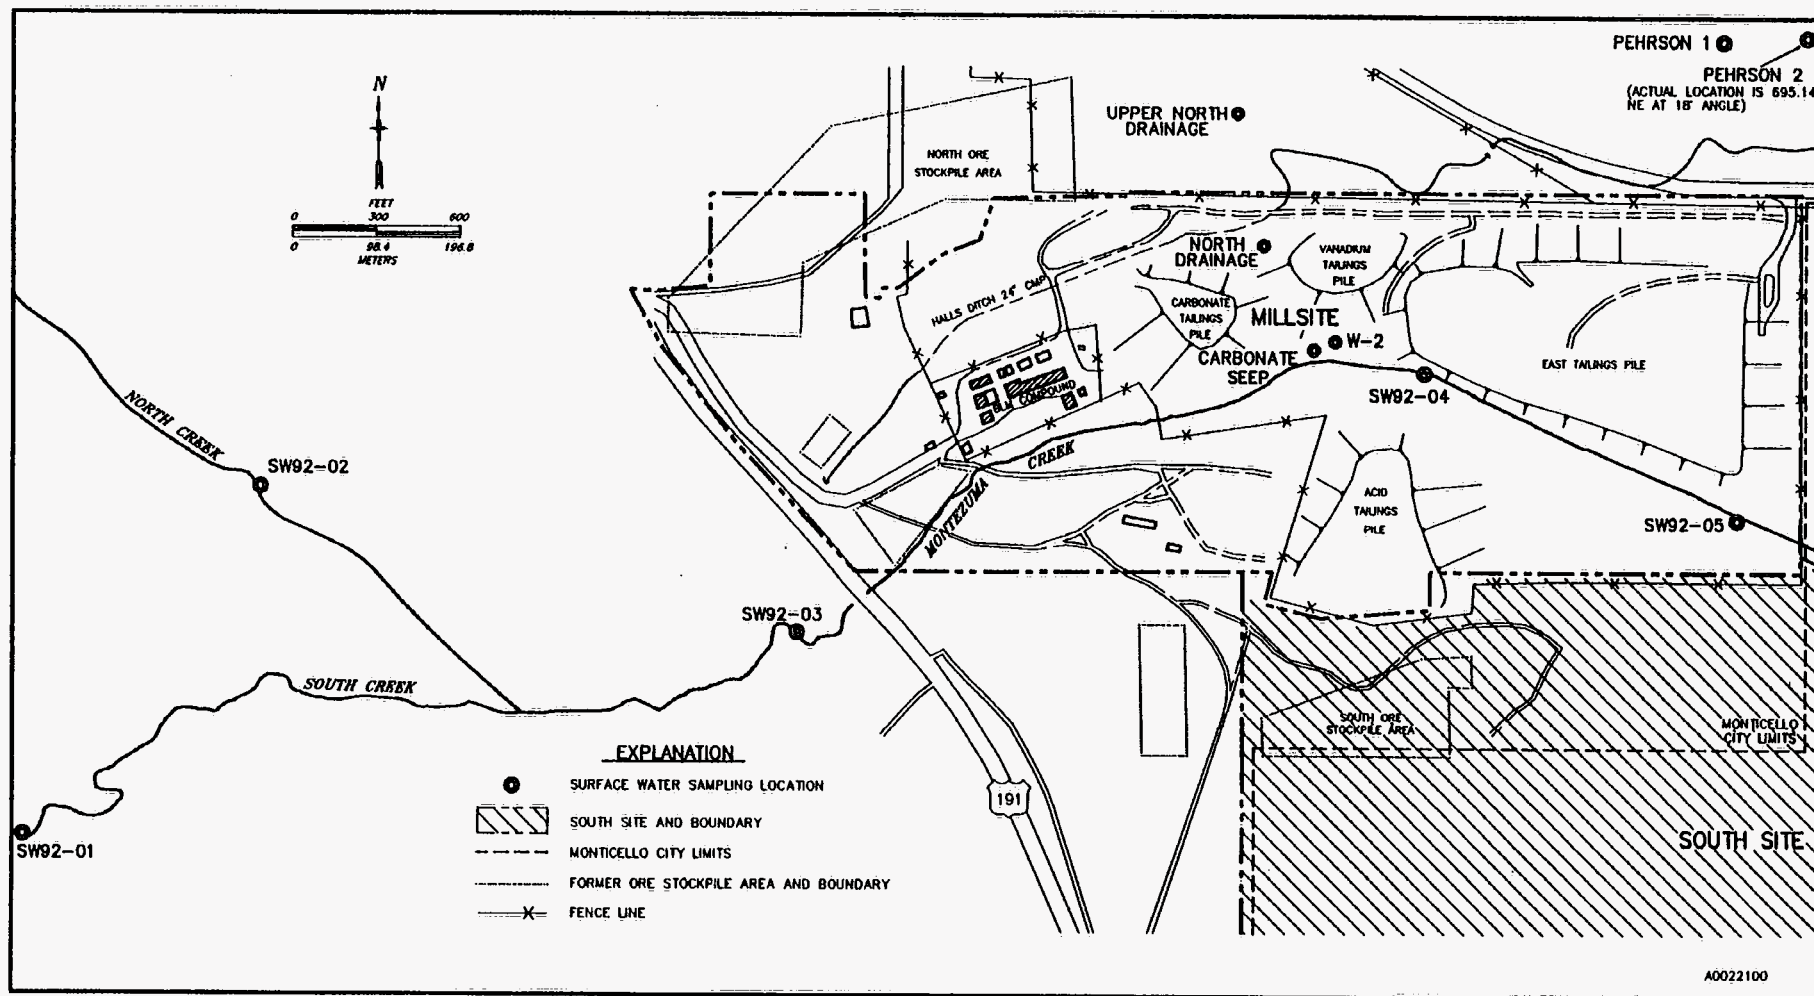 PEHRSON 1
PEHRSON 2
(ACTUAL LOCATION IS 695.14
NE AT 18° ANGLE)
N
UPPER NORTH
DRAINAGE
NORTH ORE
STOCKPILE AREA
FEET
0 300 600
0 98.4 196.8
METERS
NORTH
DRAINAGE
VANADIUM
TAILINGS
PILE
HALLS DITCH 24" CMP
CARBONATE
TAILINGS
PILE
MILLSITE
W-2
CARBONATE
SEEP
EAST TAILINGS PILE
SW92-04
BLM COMPOUND
NORTH CREEK
SW92-02
MONTEZUMA
CREEK
ACID
TAILINGS
PILE
SW92-05
SW92-03
SOUTH CREEK
SOUTH ORE
STOCKPILE AREA
MONTICELLO
CITY LIMITS
191
SOUTH SITE
SW92-01
EXPLANATION
SURFACE WATER SAMPLING LOCATION
SOUTH SITE AND BOUNDARY
MONTICELLO CITY LIMITS
FORMER ORE STOCKPILE AREA AND BOUNDARY
FENCE LINE
A0022100